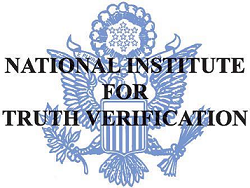 NATIONAL INSTITUTE
FOR
TRUTH VERIFICATION